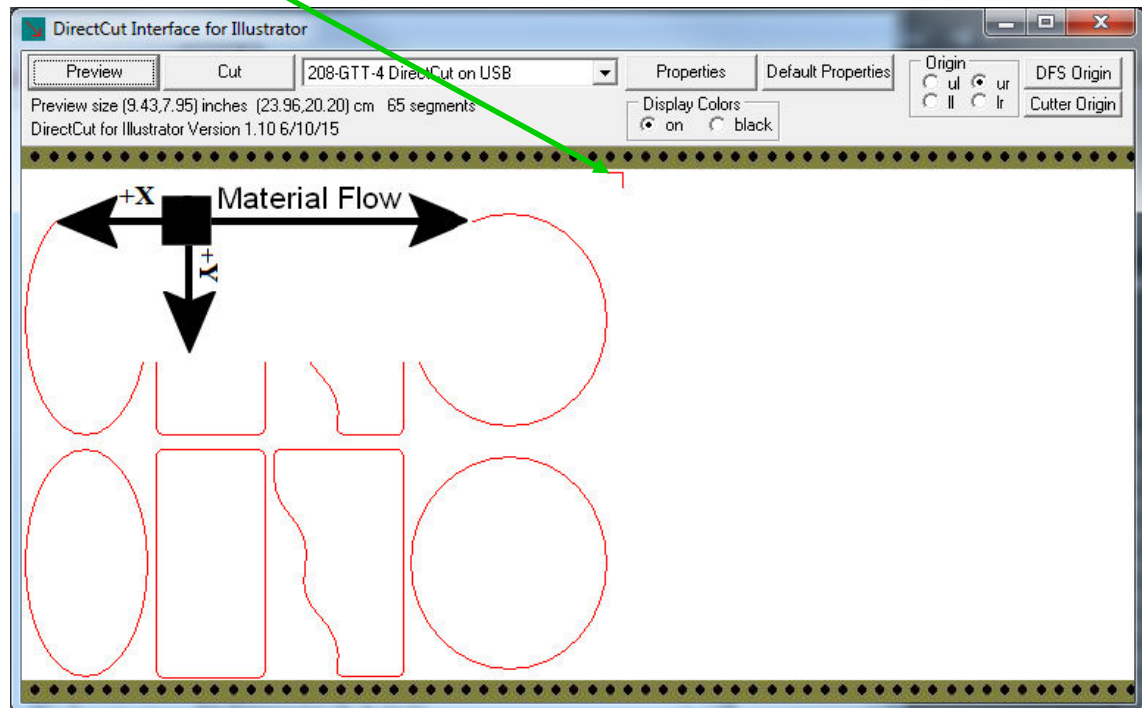 DirectCut Interface for Illustrator
Preview Cut 208-GTT-4 DirectCut on USB Properties Default Properties Origin ul ur DFS Origin
Preview size (9.43,7.95) inches (23.96,20.20) cm 65 segments Display Colors ll lr Cutter Origin
DirectCut for Illustrator Version 1.10 6/10/15 on black
+X Material Flow
+Y